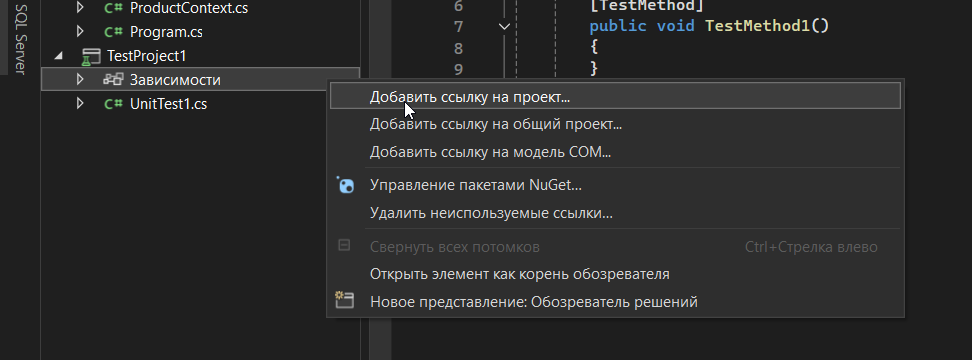 SQL Server
ProductContext.cs
Program.cs
TestProject1
Зависимости
UnitTest1.cs
6 [TestMethod]
7 public void TestMethod1()
8 {
9 }
Добавить ссылку на проект...
Добавить ссылку на общий проект...
Добавить ссылку на модель COM...
Управление пакетами NuGet...
Удалить неиспользуемые ссылки...
Свернуть всех потомков Ctrl+Стрелка влево
Открыть элемент как корень обозревателя
Новое представление: Обозреватель решений